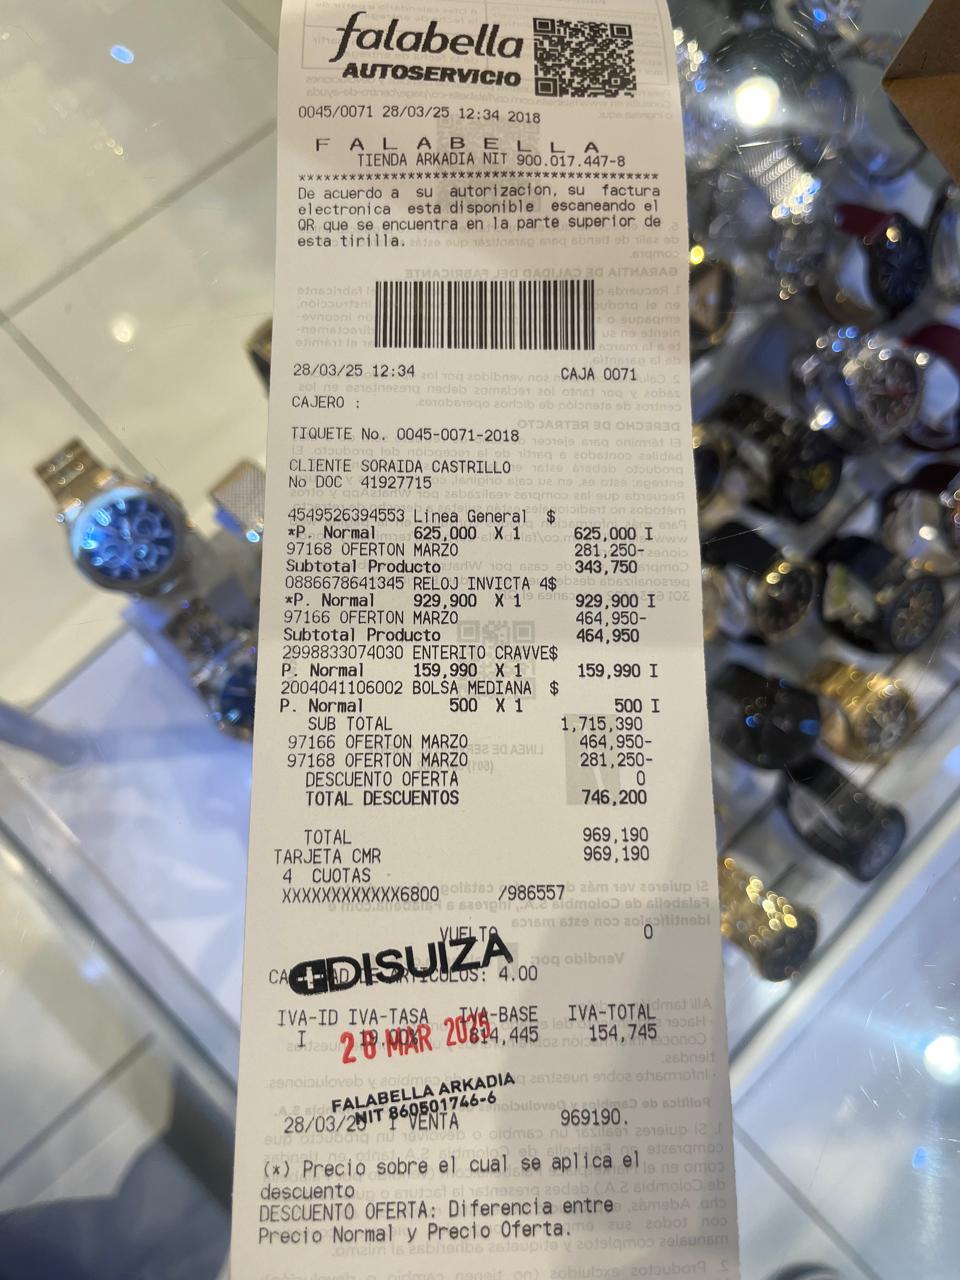 falabella
AUTOSERVICIO
0045/0071 28/03/25 12:34 2018
F A L A B E L L A
TIENDA ARKADIA NIT 900.017.447-8
****************************************
De acuerdo a su autorizacion, su factura
electronica esta disponible escaneando el
QR que se encuentra en la parte superior de
esta tirilla.
28/03/25 12:34 CAJA 0071
CAJERO :
TIQUETE No. 0045-0071-2018
CLIENTE SORAIDA CASTRILLO
No DOC 41927715
4549526394553 Linea General $
*P. Normal 625,000 X 1 625,000 I
97168 OFERTON MARZO 281,250-
Subtotal Producto 343,750
0886678641345 RELOJ INVICTA 4$
*P. Normal 929,900 X 1 929,900 I
97166 OFERTON MARZO 464,950-
Subtotal Producto 464,950
2998833074030 ENTERITO CRAVVE$
P. Normal 159,990 X 1 159,990 I
2004041106002 BOLSA MEDIANA $
P. Normal 500 X 1 500 I
SUB TOTAL 1,715,390
97166 OFERTON MARZO 464,950-
97168 OFERTON MARZO 281,250-
DESCUENTO OFERTA 0
TOTAL DESCUENTOS 746,200
TOTAL 969,190
TARJETA CMR 969,190
4 CUOTAS
XXXXXXXXXXXX6800 /986557
VUELTO 0
DISUIZA
ARTICULOS: 4.00
IVA-ID IVA-TASA IVA-BASE IVA-TOTAL
I 19.00% 814,445 154,745
28 MAR 2025
FALABELLA ARKADIA
NIT 860501746-6
28/03/25 1 VENTA 969190.
(*) Precio sobre el cual se aplica el
descuento
DESCUENTO OFERTA: Diferencia entre
Precio Normal y Precio Oferta.